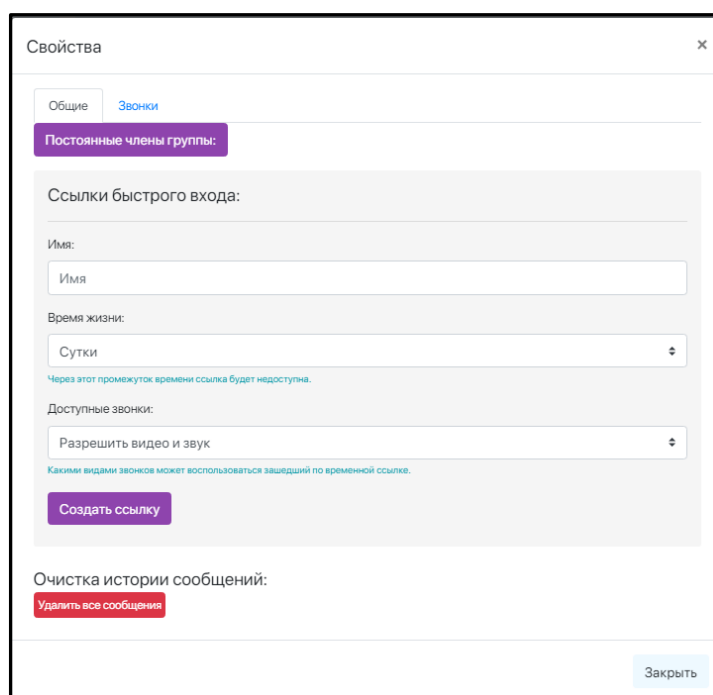 Свойства ×
Общие Звонки
Постоянные члены группы:
Ссылки быстрого входа:
Имя:
Имя
Время жизни:
Сутки
Через этот промежуток времени ссылка будет недоступна.
Доступные звонки:
Разрешить видео и звук
Какими видами звонков может воспользоваться зашедший по временной ссылке.
Создать ссылку
Очистка истории сообщений:
Удалить все сообщения
Закрыть